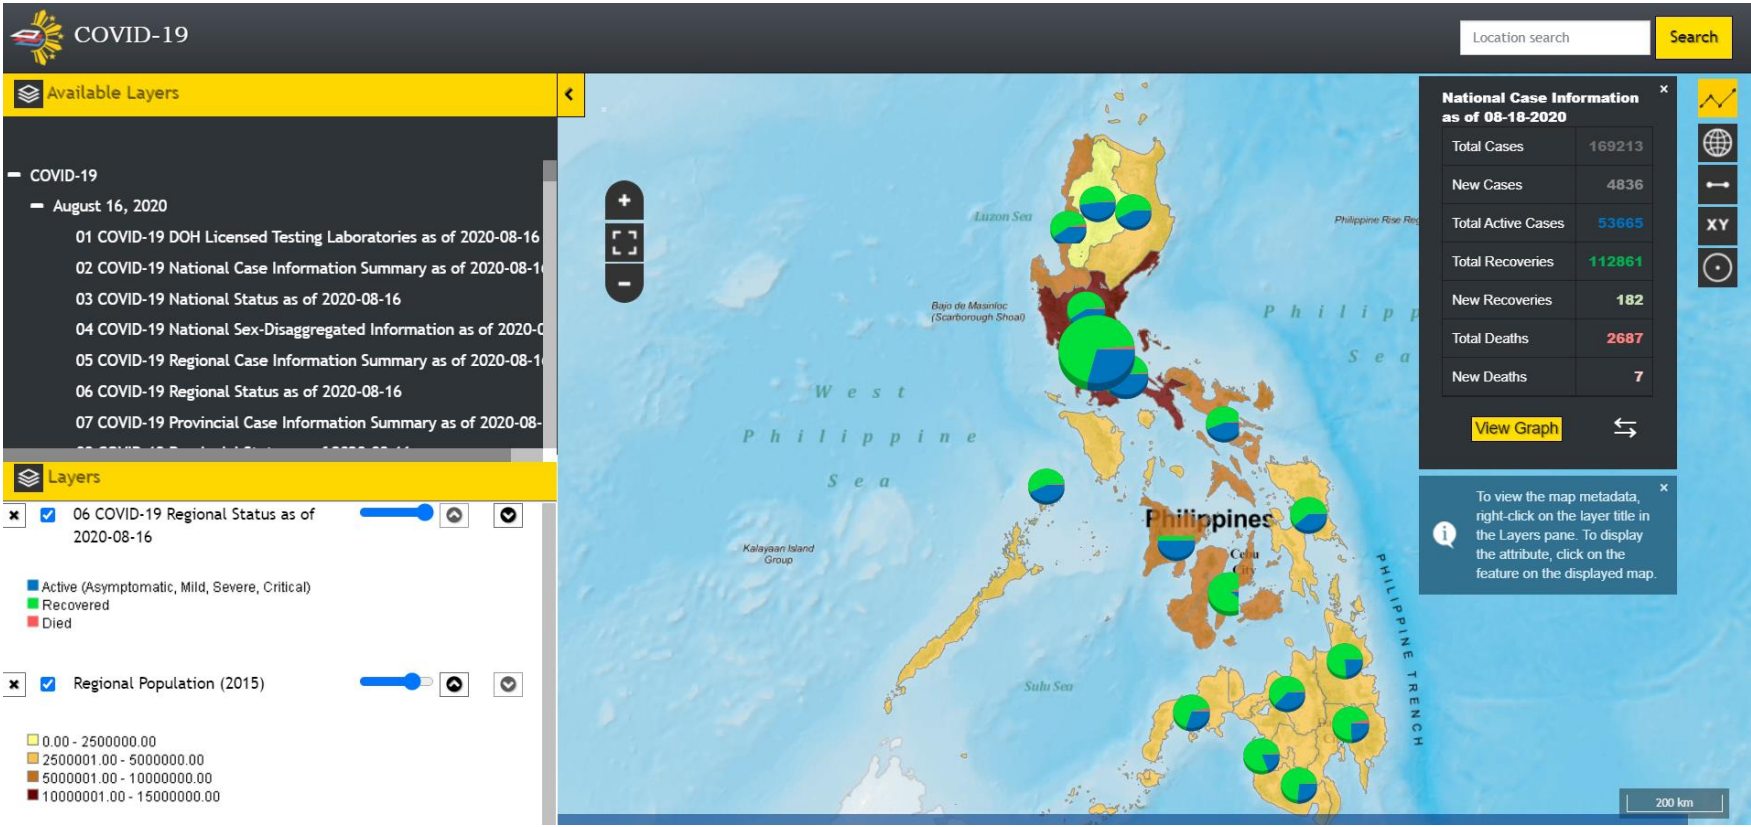 COVID-19
Location search
Search
Available Layers
COVID-19
August 16, 2020
01 COVID-19 DOH Licensed Testing Laboratories as of 2020-08-16
02 COVID-19 National Case Information Summary as of 2020-08-1
03 COVID-19 National Status as of 2020-08-16
04 COVID-19 National Sex-Disaggregated Information as of 2020-0
05 COVID-19 Regional Case Information Summary as of 2020-08-1
06 COVID-19 Regional Status as of 2020-08-16
07 COVID-19 Provincial Case Information Summary as of 2020-08-
Layers
06 COVID-19 Regional Status as of
2020-08-16
Active (Asymptomatic, Mild, Severe, Critical)
Recovered
Died
Regional Population (2015)
0.00 - 2500000.00
2500001.00 - 5000000.00
5000001.00 - 10000000.00
10000001.00 - 15000000.00
Luzon Sea
Philippine Rise Reg
Bajo de Masinloc
(Scarborough Shoal)
Philipp
Sea
West
Philippine
Sea
Philippines
Cebu
City
Kalayaan Island
Group
Sulu Sea
PHILIPPINE TRENCH
National Case Information
as of 08-18-2020
Total Cases 169213
New Cases 4836
Total Active Cases 53665
Total Recoveries 112861
New Recoveries 182
Total Deaths 2687
New Deaths 7
View Graph
To view the map metadata,
right-click on the layer title in
the Layers pane. To display
the attribute, click on the
feature on the displayed map.
XY
200 km